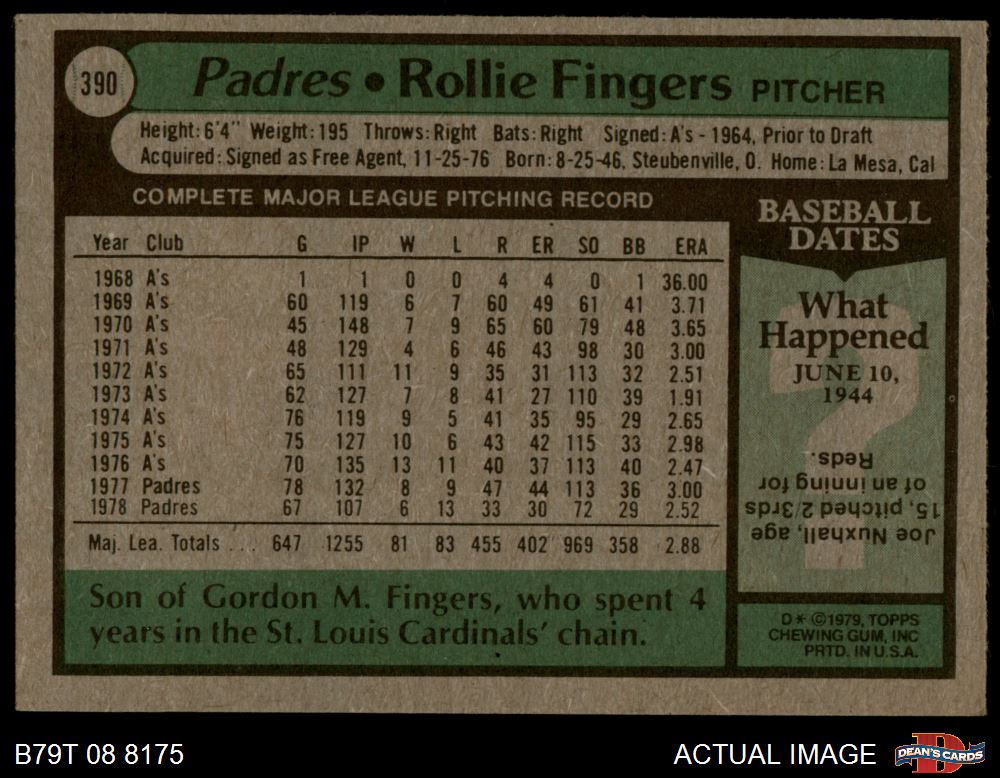 390
Padres • Rollie Fingers PITCHER
Height: 6'4" Weight: 195 Throws: Right Bats: Right Signed: A's - 1964, Prior to Draft
Acquired: Signed as Free Agent, 11-25-76 Born: 8-25-46, Steubenville, O. Home: La Mesa, Cal
COMPLETE MAJOR LEAGUE PITCHING RECORD
Year Club G IP W L R ER SO BB ERA
1968 A's 1 1 0 0 4 4 0 1 36.00
1969 A's 60 119 6 7 60 49 61 41 3.71
1970 A's 45 148 7 9 65 60 79 48 3.65
1971 A's 48 129 4 6 46 43 98 30 3.00
1972 A's 65 111 11 9 35 31 113 32 2.51
1973 A's 62 127 7 8 41 27 110 39 1.91
1974 A's 76 119 9 5 41 35 95 29 2.65
1975 A's 75 127 10 6 43 42 115 33 2.98
1976 A's 70 135 13 11 40 37 113 40 2.47
1977 Padres 78 132 8 9 47 44 113 36 3.00
1978 Padres 67 107 6 13 33 30 72 29 2.52
Maj. Lea. Totals ... 647 1255 81 83 455 402 969 358 2.88
Son of Gordon M. Fingers, who spent 4
years in the St. Louis Cardinals' chain.
BASEBALL
DATES
What
Happened
JUNE 10,
1944
?
Joe Nuxhall, age
15, pitched 2/3rds
of an inning for
Reds.
D* ©1979, TOPPS
CHEWING GUM, INC
PRTD. IN U.S.A.
B79T 08 8175
ACTUAL IMAGE
DEAN'S CARDS